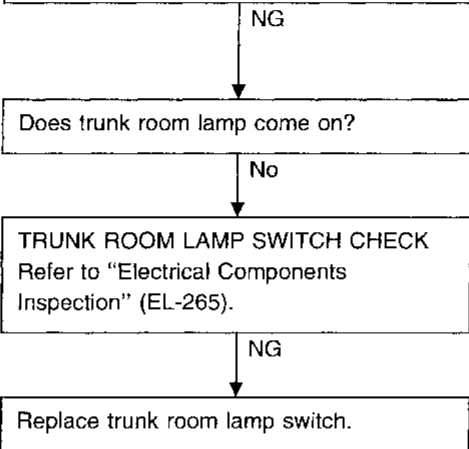 NG
Does trunk room lamp come on?
No
TRUNK ROOM LAMP SWITCH CHECK
Refer to “Electrical Components
Inspection” (EL-265).
NG
Replace trunk room lamp switch.